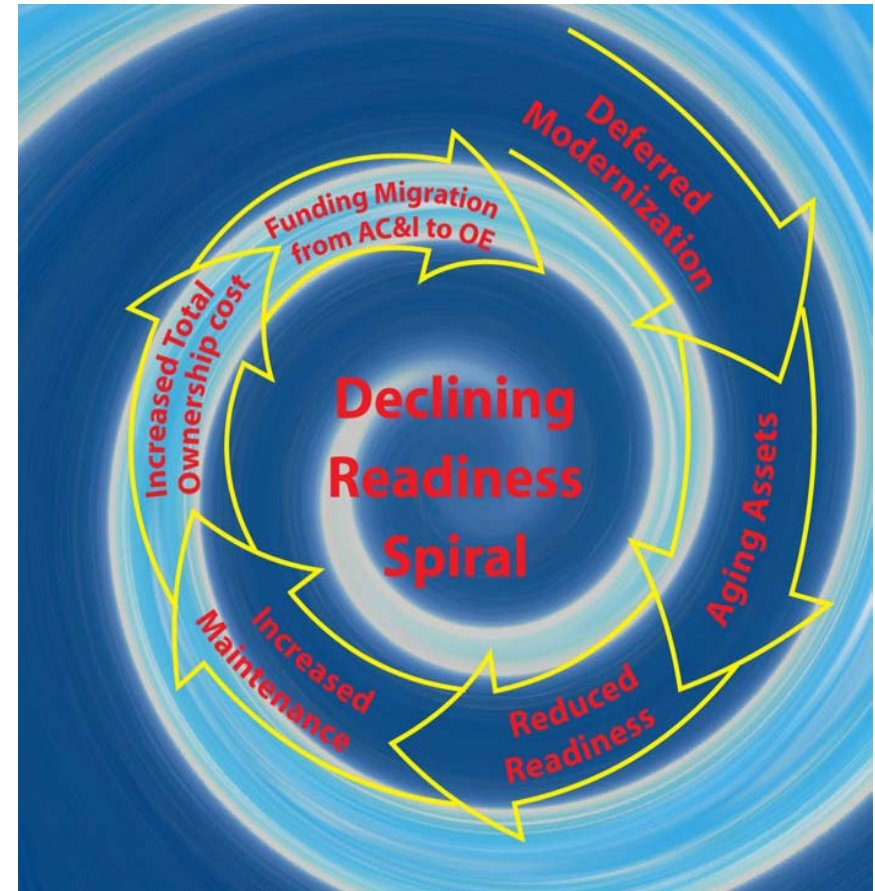 Deferred
Modernization
Aging Assets
Reduced
Readiness
Increased
Maintenance
Increased Total
Ownership cost
Funding Migration
from AC&I to OE
Declining
Readiness
Spiral